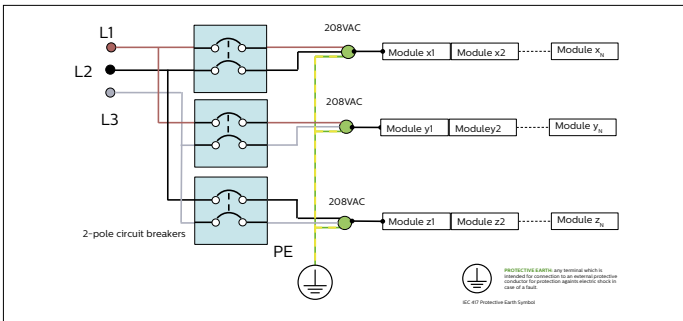 208VAC
L1
Module x1 Module x2 Module xN
L2
L3
208VAC
Module y1 Moduley2 Module yN
208VAC
Module z1 Module z2 Module zN
2-pole circuit breakers
PE
PROTECTIVE EARTH: any terminal which is
intended for connection to an external protective
conductor for protection againts electric shock in
case of a fault.
IEC 417 Protective Earth Symbol